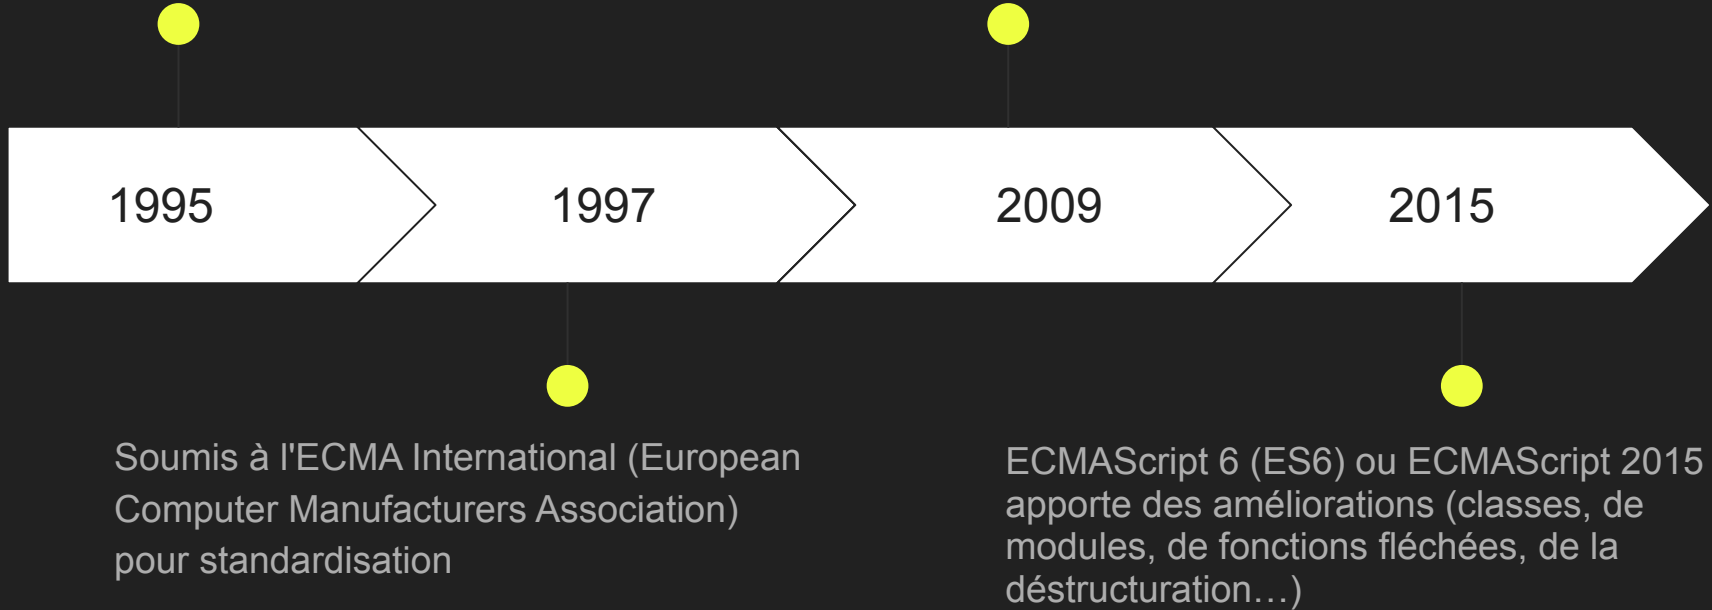 1995
1997
2009
2015
Soumis à l'ECMA International (European
Computer Manufacturers Association)
pour standardisation
ECMAScript 6 (ES6) ou ECMAScript 2015
apporte des améliorations (classes, de
modules, de fonctions fléchées, de la
déstructuration…)